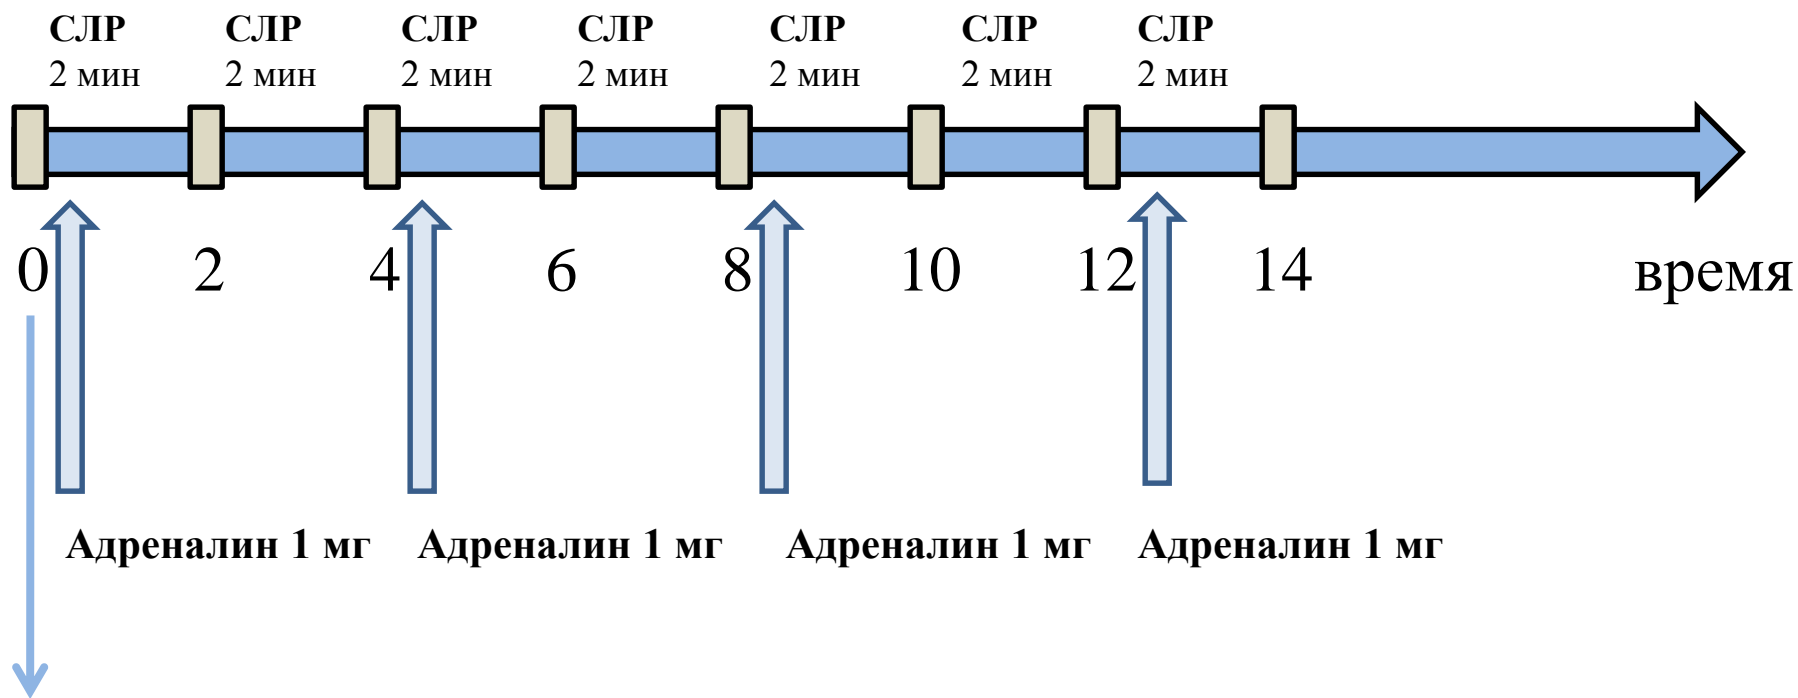 СЛР СЛР СЛР СЛР СЛР СЛР СЛР
2 мин 2 мин 2 мин 2 мин 2 мин 2 мин 2 мин
0 2 4 6 8 10 12 14 время
Адреналин 1 мг Адреналин 1 мг Адреналин 1 мг Адреналин 1 мг